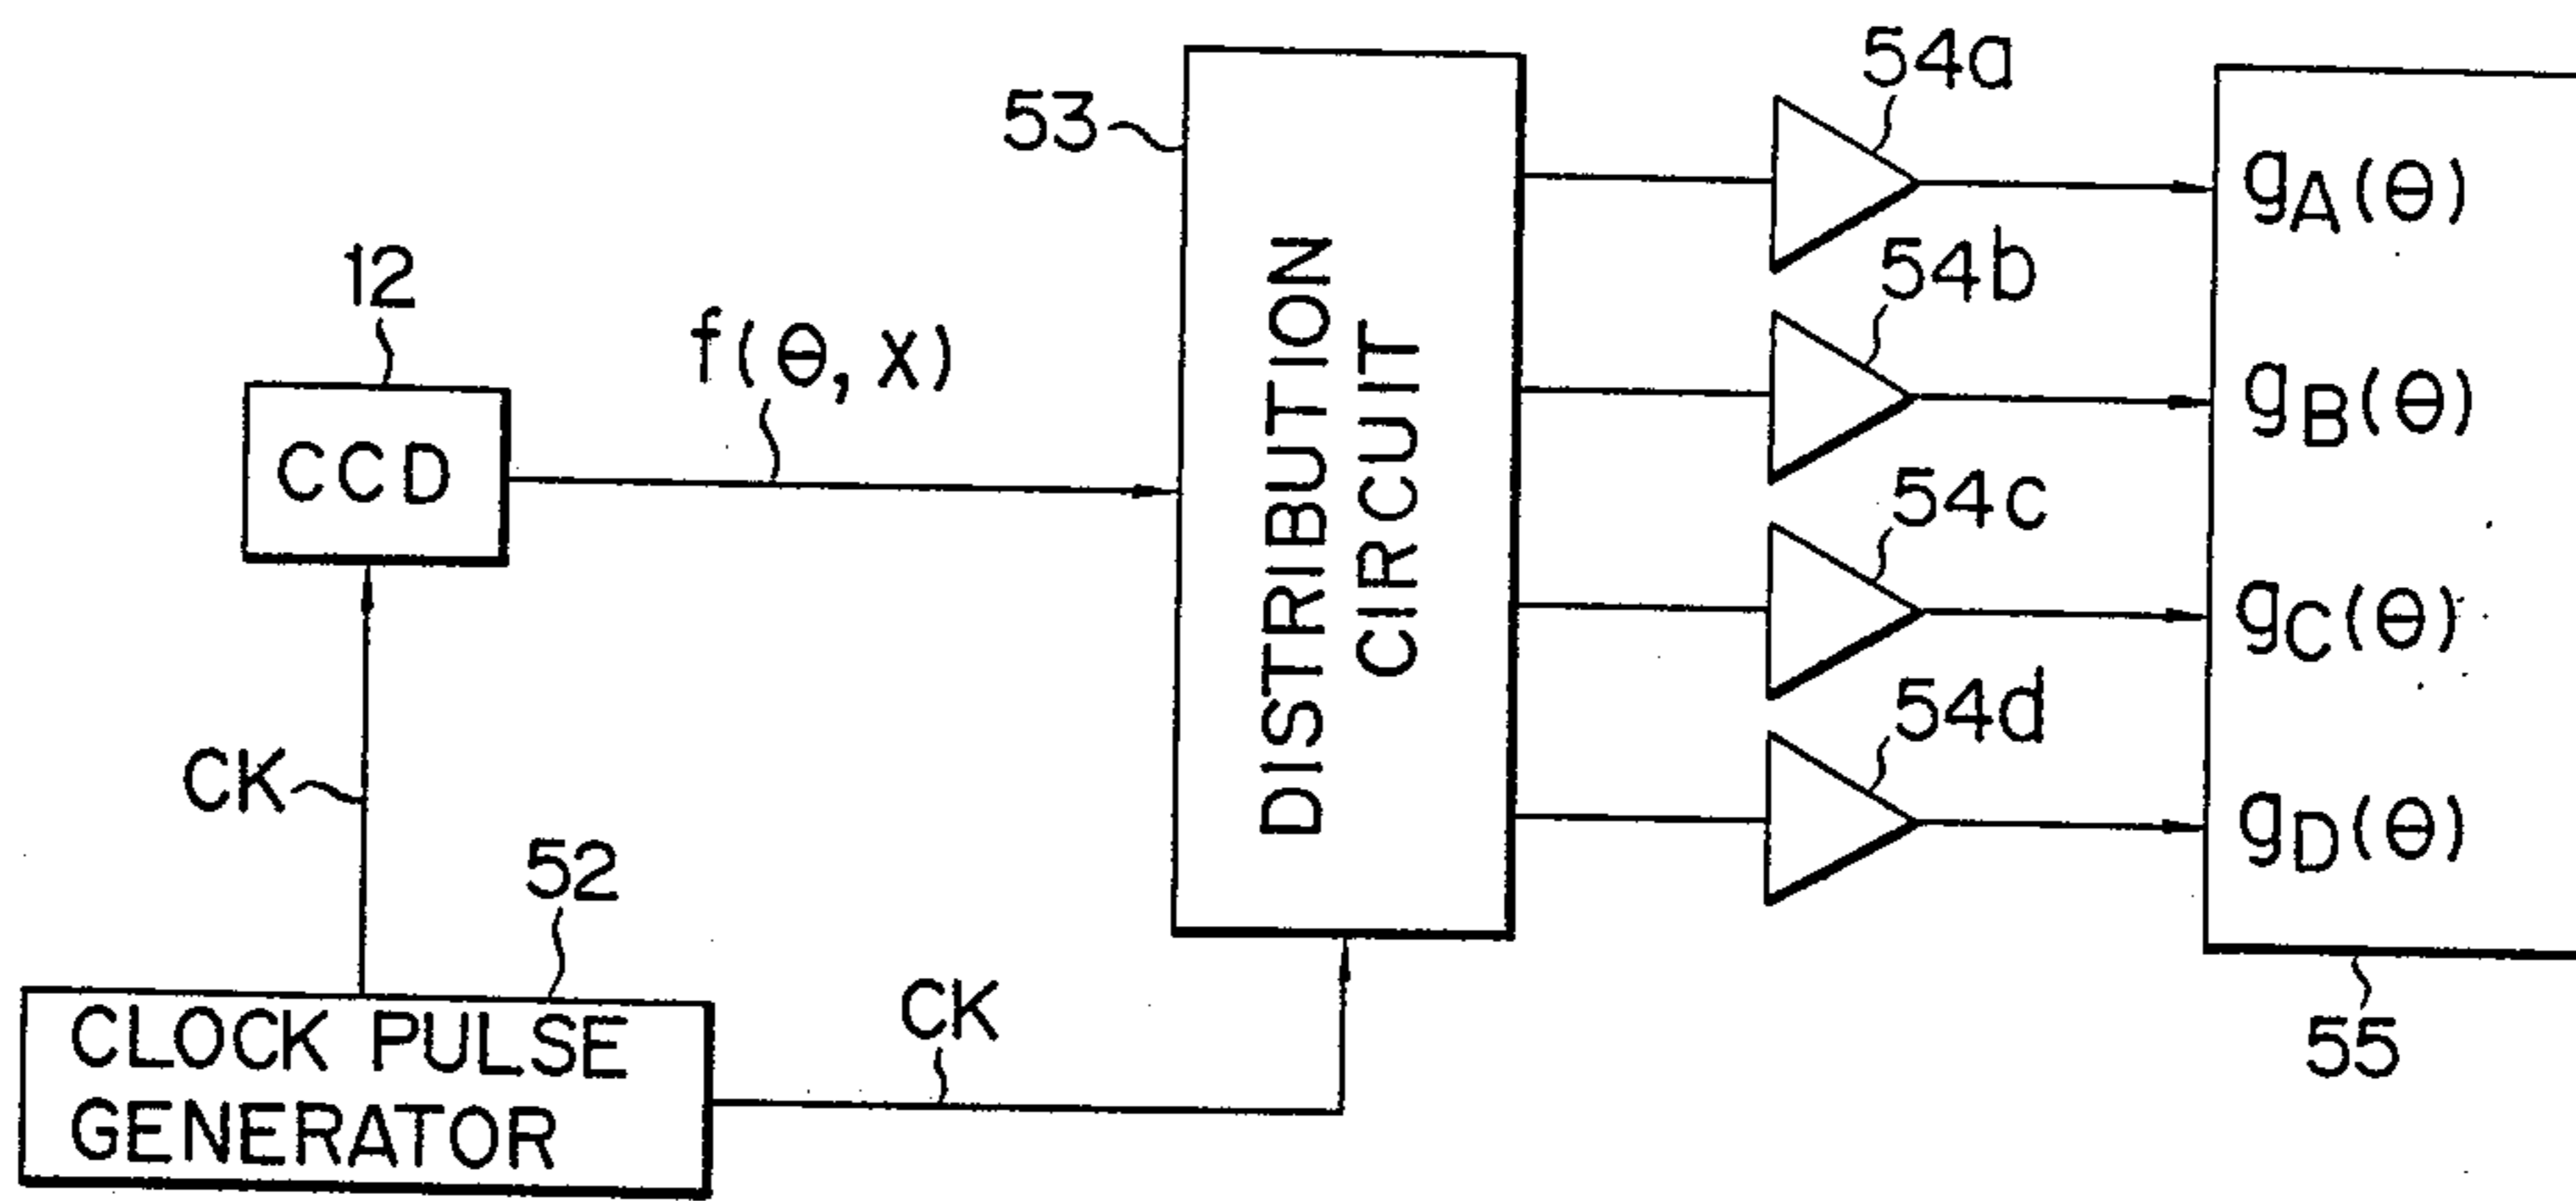 12
CCD
f(θ, x)
CK
52
CLOCK PULSE
GENERATOR
CK
53
DISTRIBUTION
CIRCUIT
54a
54b
54c
54d
gA(θ)
gB(θ)
gC(θ)
gD(θ)
55